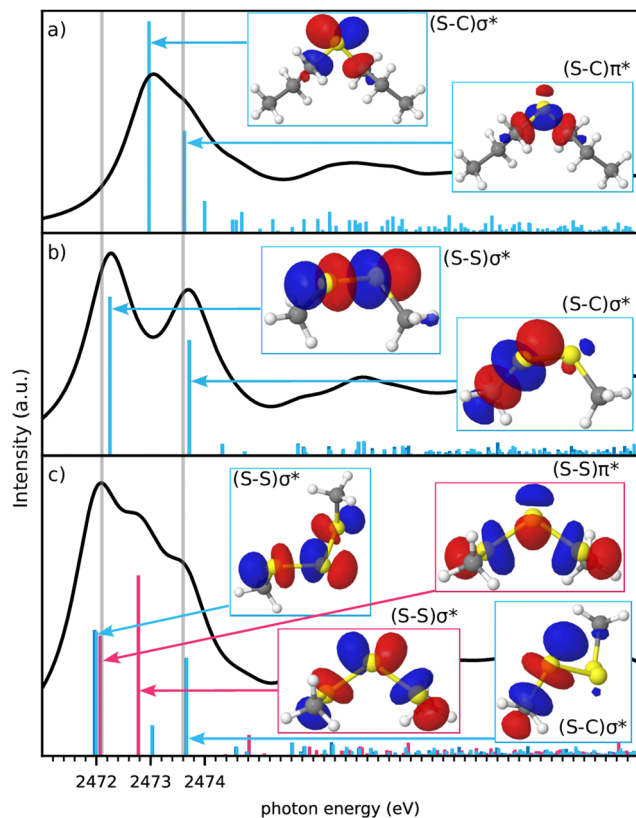 a)
(S-C)σ*
(S-C)π*
b)
(S-S)σ*
(S-C)σ*
c)
(S-S)σ*
(S-S)π*
(S-S)σ*
(S-C)σ*
Intensity (a.u.)
2472 2473 2474
photon energy (eV)